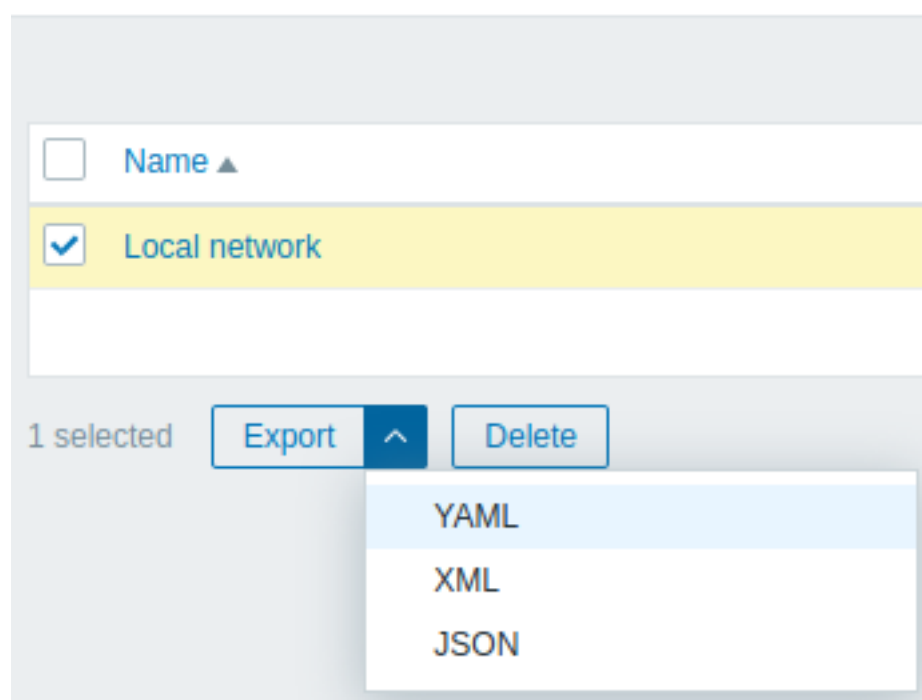 Name ▲
Local network
1 selected Export Delete
YAML
XML
JSON